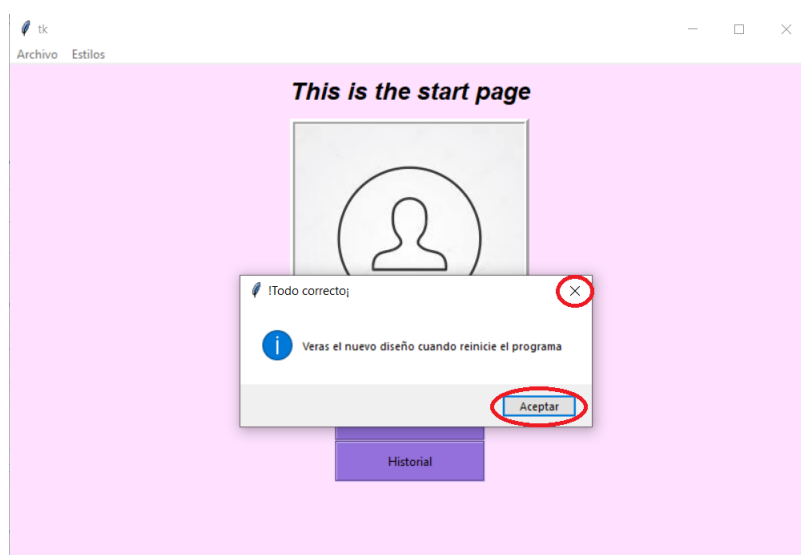 tk
Archivo Estilos
This is the start page
!Todo correcto¡
Veras el nuevo diseño cuando reinicie el programa
Aceptar
Historial